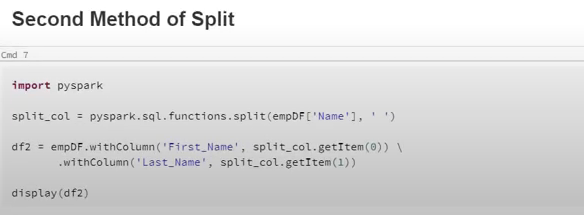 Second Method of Split
Cmd 7
import pyspark
split_col = pyspark.sql.functions.split(empDF['Name'], ' ')
df2 = empDF.withColumn('First_Name', split_col.getItem(0)) \
.withColumn('Last_Name', split_col.getItem(1))
display(df2)